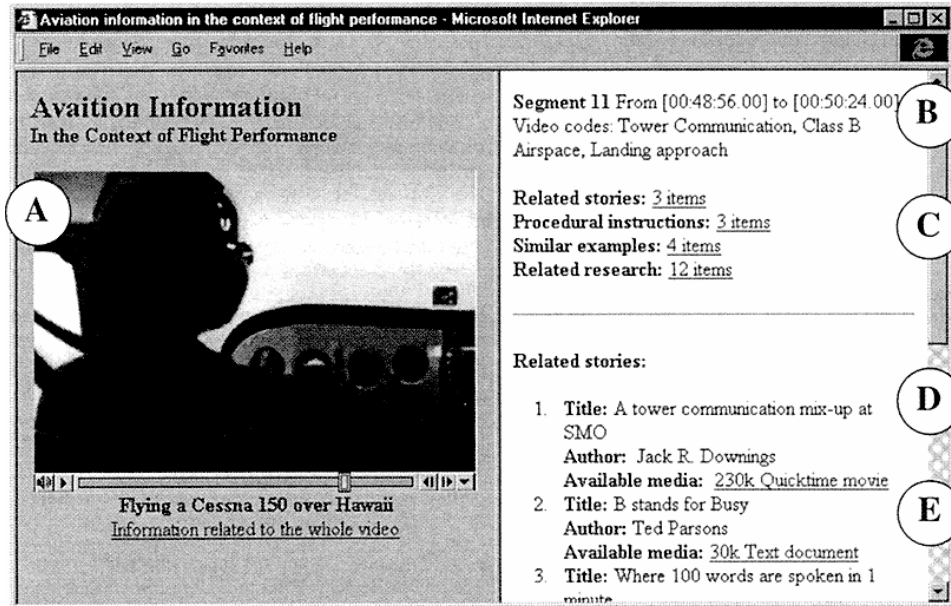 Aviation information in the context of flight performance - Microsoft Internet Explorer
File Edit View Go Favorites Help
Avaition Information
In the Context of Flight Performance
A
Flying a Cessna 150 over Hawaii
Information related to the whole video
Segment 11 From [00:48:56.00] to [00:50:24.00]
Video codes: Tower Communication, Class B
Airspace, Landing approach
B
Related stories: 3 items
Procedural instructions: 3 items
Similar examples: 4 items
Related research: 12 items
C
Related stories:
1. Title: A tower communication mix-up at
SMO
Author: Jack R. Downings
Available media: 230k Quicktime movie
D
2. Title: B stands for Busy
Author: Ted Parsons
Available media: 30k Text document
E
3. Title: Where 100 words are spoken in 1
minute